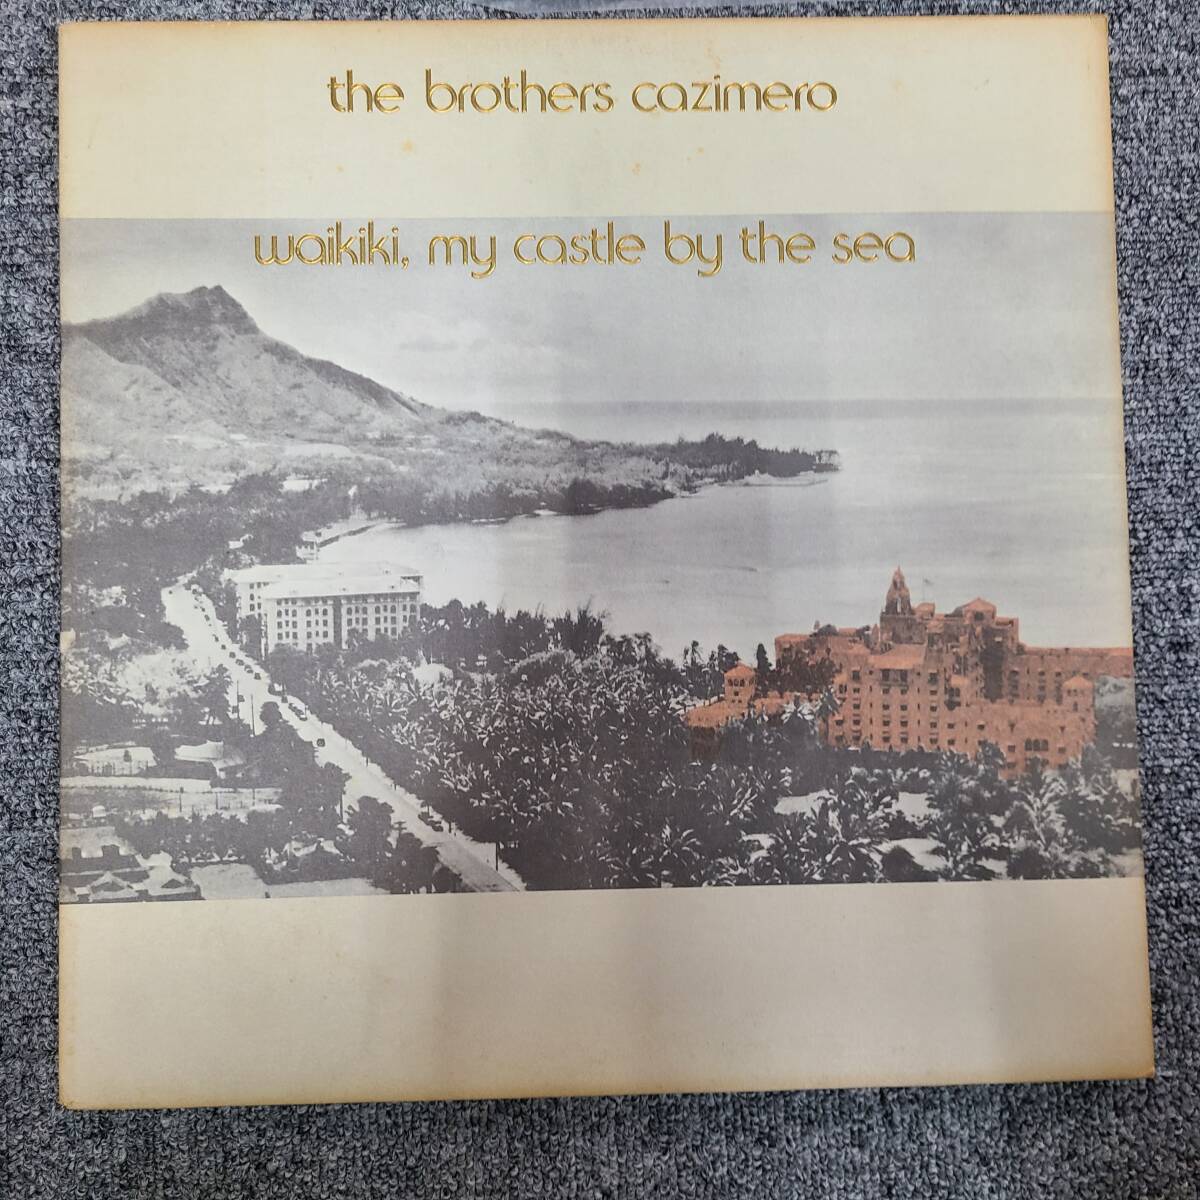 the brothers cazimero
waikiki, my castle by the sea